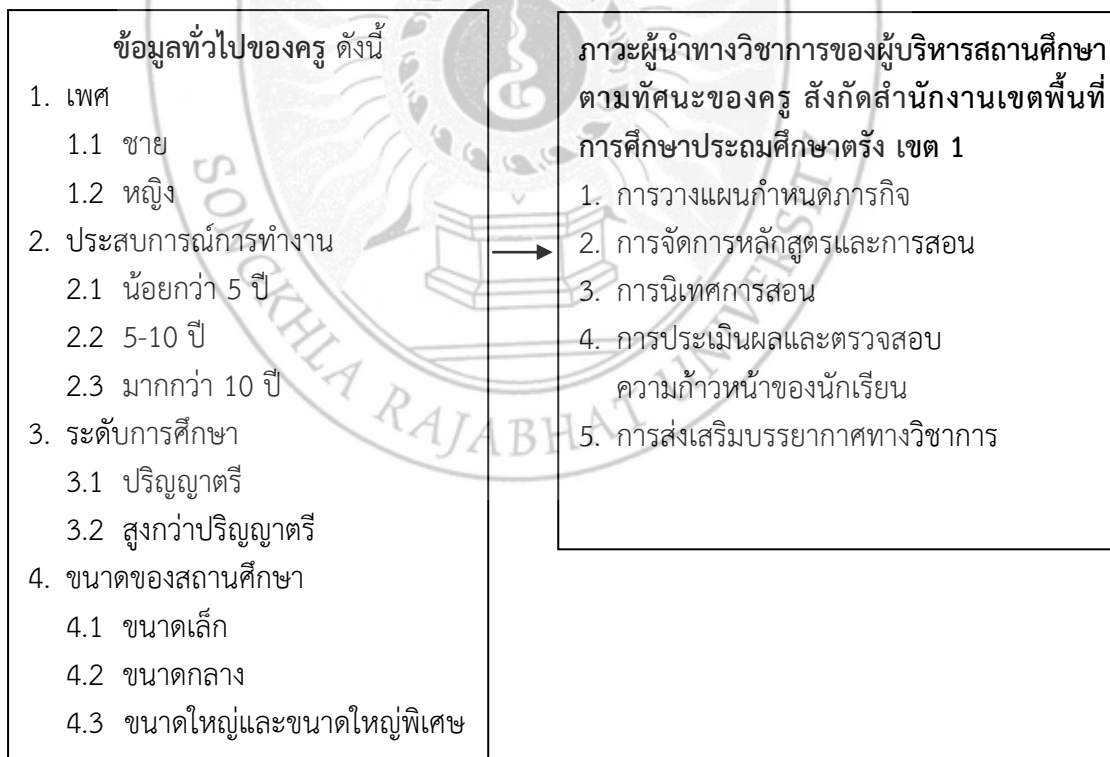 ข้อมูลทั่วไปของครู ดังนี้
1. เพศ
1.1 ชาย
1.2 หญิง
2. ประสบการณ์การทำงาน
2.1 น้อยกว่า 5 ปี
2.2 5-10 ปี
2.3 มากกว่า 10 ปี
3. ระดับการศึกษา
3.1 ปริญญาตรี
3.2 สูงกว่าปริญญาตรี
4. ขนาดของสถานศึกษา
4.1 ขนาดเล็ก
4.2 ขนาดกลาง
4.3 ขนาดใหญ่และขนาดใหญ่พิเศษ
ภาวะผู้นำทางวิชาการของผู้บริหารสถานศึกษา
ตามทัศนะของครู สังกัดสำนักงานเขตพื้นที่
การศึกษาประถมศึกษาตรัง เขต 1
1. การวางแผนกำหนดภารกิจ
2. การจัดการหลักสูตรและการสอน
3. การนิเทศการสอน
4. การประเมินผลและตรวจสอบ
ความก้าวหน้าของนักเรียน
5. การส่งเสริมบรรยากาศทางวิชาการ
SONGKHLA RAJABHAT UNIVERSITY